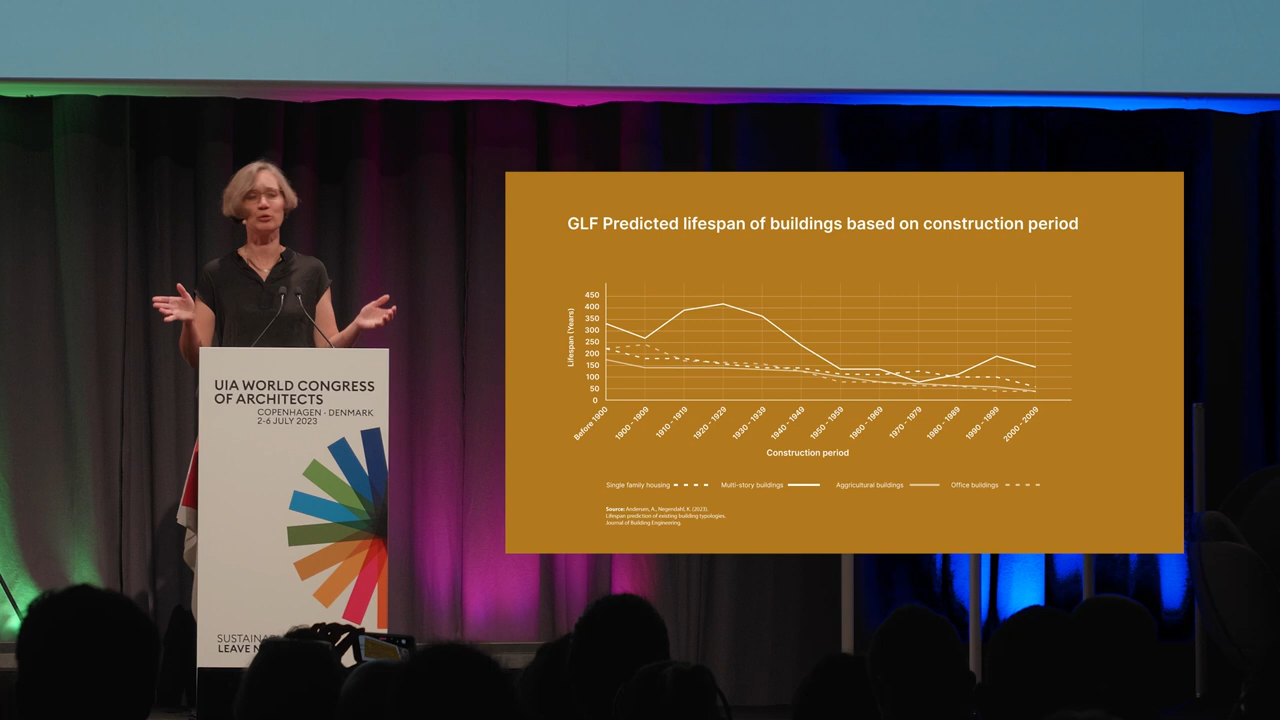 UIA WORLD CONGRESS
OF ARCHITECTS
COPENHAGEN - DENMARK
2-6 JULY 2023
LEAVE
GLF Predicted lifespan of buildings based on construction period
Lifespan (Years)
450
400
350
300
250
200
150
100
50
0
Before 1900
1900 - 1909
1910 - 1919
1920 - 1929
1930 - 1939
1940 - 1949
1950 - 1959
1960 - 1969
1970 - 1979
1980 - 1989
1990 - 1999
2000 - 2009
Construction period
Single family housing
Multi-story buildings
Aggricultural buildings
Office buildings
Source: Andersen, A., Negendahl, K. (2023).
Lifespan prediction of existing building typologies.
Journal of Building Engineering.